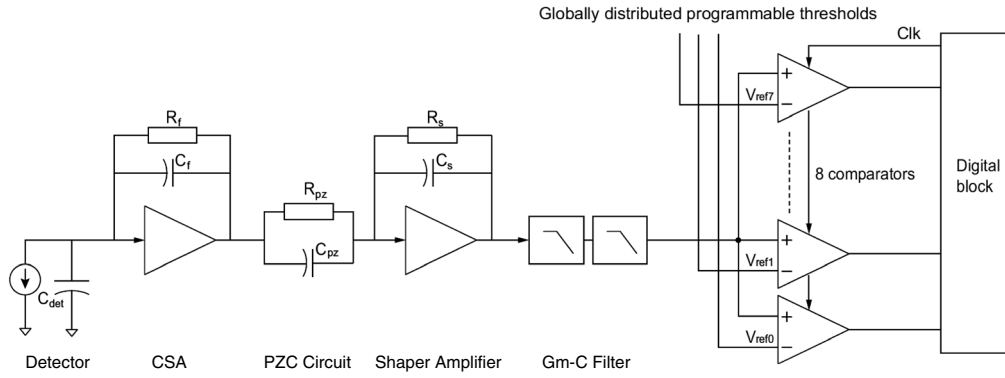 Globally distributed programmable thresholds
Clk
+
Vref7
−
Rf
Cf
Rs
Cs
8 comparators
Digital
block
Rpz
Cpz
+
Vref1
−
Cdet
+
Vref0
−
Detector CSA PZC Circuit Shaper Amplifier Gm-C Filter